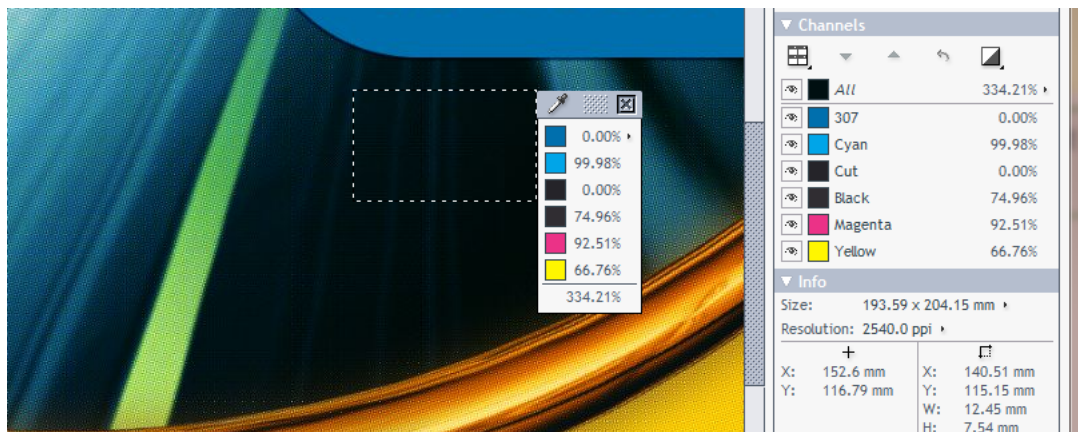 0.00%
99.98%
0.00%
74.96%
92.51%
66.76%
334.21%
Channels
All 334.21%
307 0.00%
Cyan 99.98%
Cut 0.00%
Black 74.96%
Magenta 92.51%
Yellow 66.76%
Info
Size: 193.59 x 204.15 mm
Resolution: 2540.0 ppi
X: 152.6 mm X: 140.51 mm
Y: 116.79 mm Y: 115.15 mm
W: 12.45 mm
H: 7.54 mm